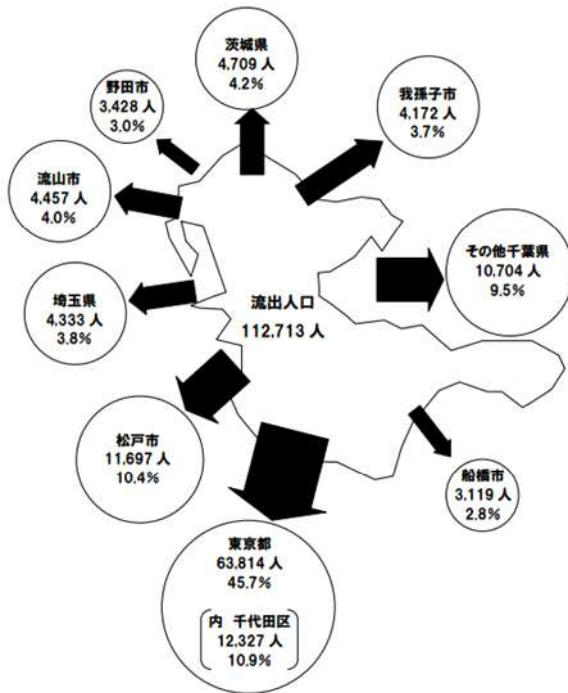 茨城県
4,709 人
4.2%
野田市
3,428 人
3.0%
我孫子市
4,172 人
3.7%
流山市
4,457 人
4.0%
その他千葉県
10,704 人
9.5%
埼玉県
4,333 人
3.8%
流出人口
112,713 人
松戸市
11,697 人
10.4%
船橋市
3,119 人
2.8%
東京都
63,814 人
45.7%
内 千代田区
12,327 人
10.9%